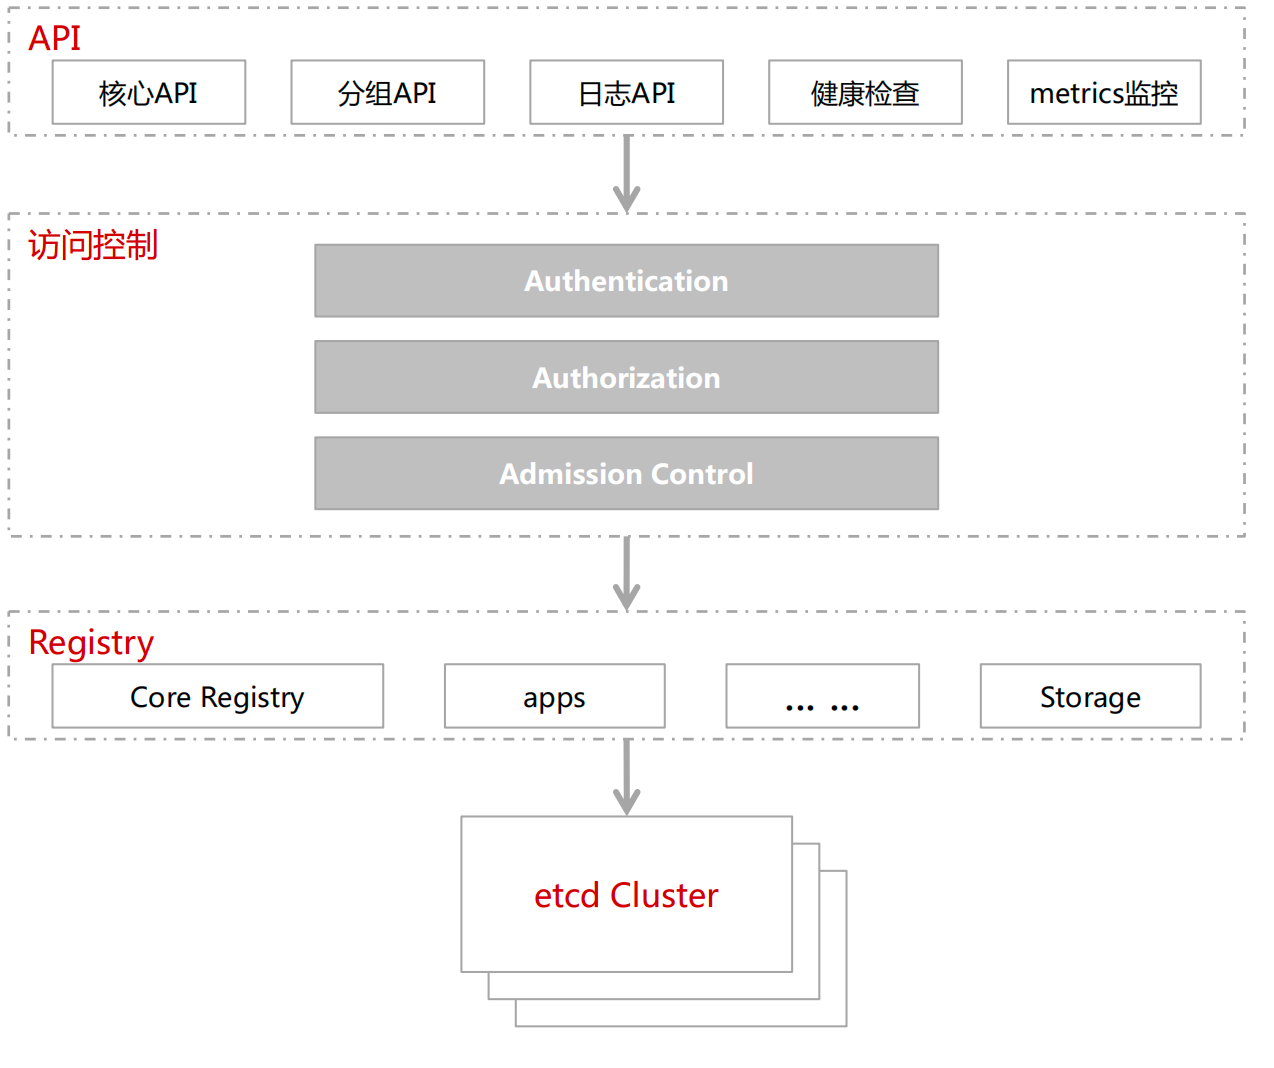 API
核心API
分组API
日志API
健康检查
metrics监控
访问控制
Authentication
Authorization
Admission Control
Registry
Core Registry
apps
... ...
Storage
etcd Cluster